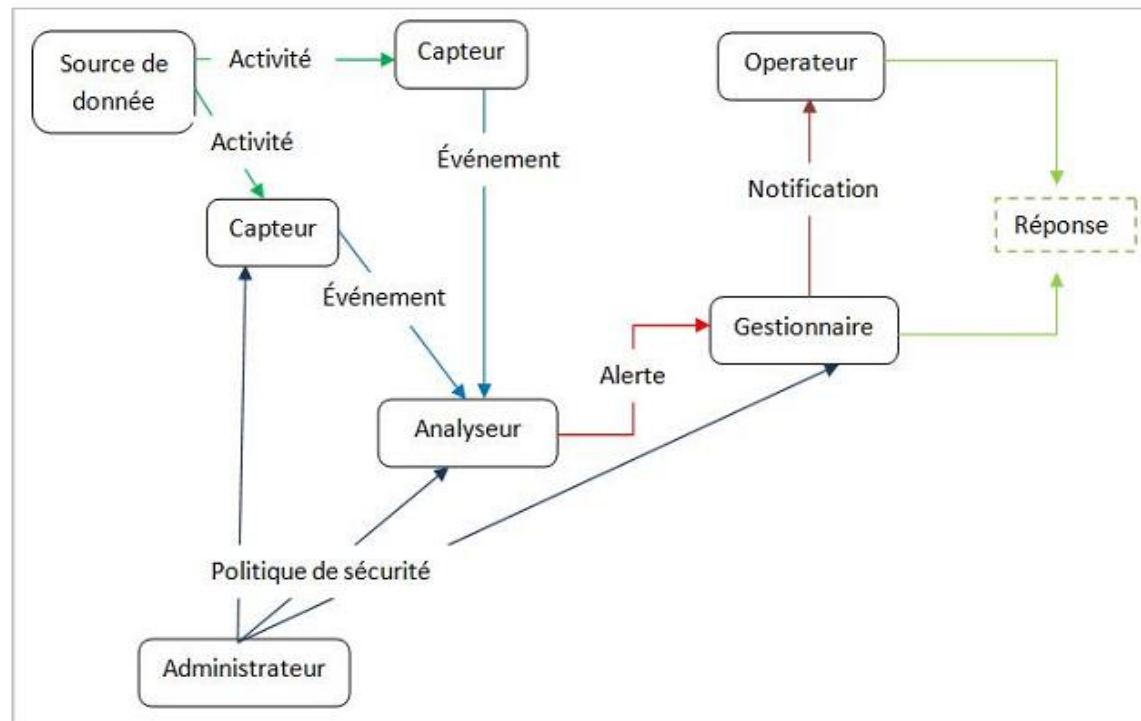 Source de
donnée
Activité
Capteur
Operateur
Activité
Événement
Notification
Capteur
Réponse
Événement
Gestionnaire
Alerte
Analyseur
Politique de sécurité
Administrateur